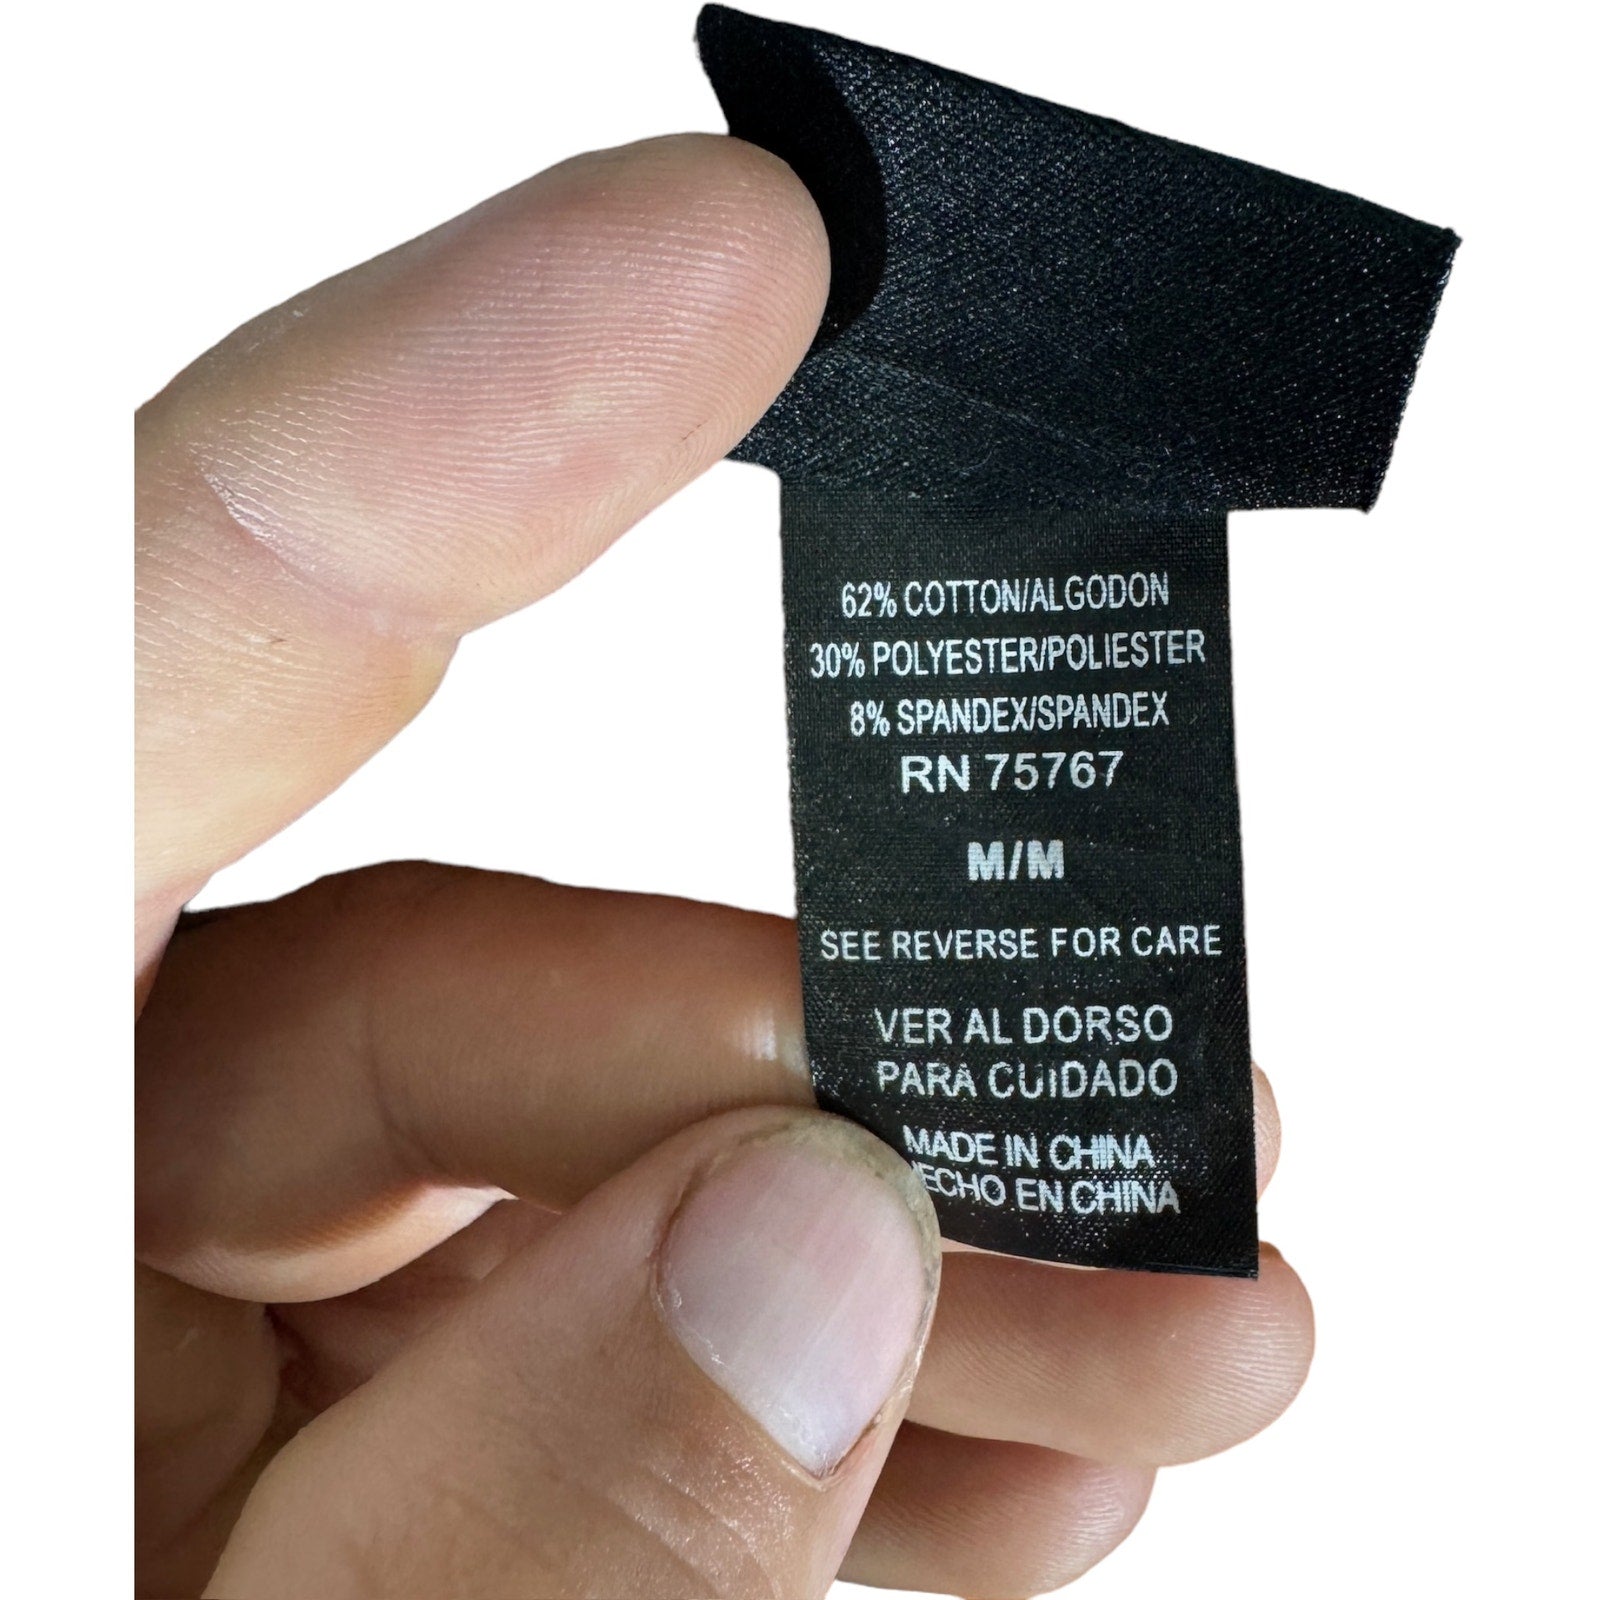 62% COTTON/ALGODON
30% POLYESTER/POLIESTER
8% SPANDEX/SPANDEX
RN 75767
M/M
SEE REVERSE FOR CARE
VER AL DORSO
PARA CUIDADO
MADE IN CHINA
EN CHINA